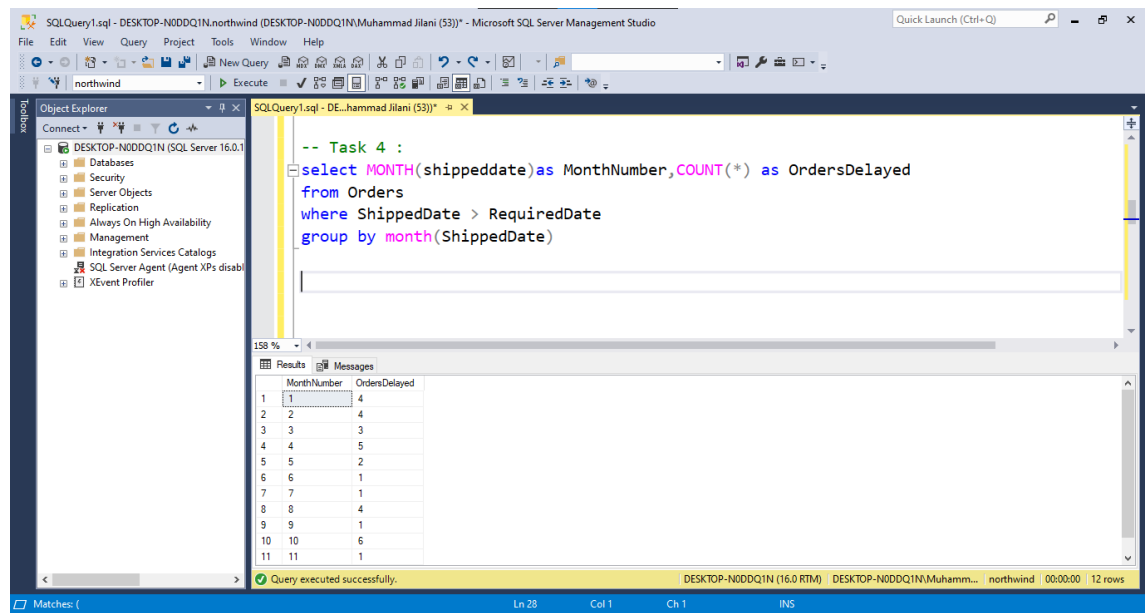 SQLQuery1.sql - DESKTOP-N0DDQ1N.northwind (DESKTOP-N0DDQ1N\Muhammad Jilani (53))* - Microsoft SQL Server Management Studio
Quick Launch (Ctrl+Q)
File Edit View Query Project Tools Window Help
New Query
northwind
Execute
Toolbox
Object Explorer
Connect
DESKTOP-N0DDQ1N (SQL Server 16.0.1
Databases
Security
Server Objects
Replication
Always On High Availability
Management
Integration Services Catalogs
SQL Server Agent (Agent XPs disabl
XEvent Profiler
SQLQuery1.sql - DE...hammad Jilani (53))*
-- Task 4 :
select MONTH(shippeddate)as MonthNumber,COUNT(*) as OrdersDelayed
from Orders
where ShippedDate > RequiredDate
group by month(ShippedDate)
158 %
Results Messages
MonthNumber OrdersDelayed
1 1 4
2 2 4
3 3 3
4 4 5
5 5 2
6 6 1
7 7 1
8 8 4
9 9 1
10 10 6
11 11 1
Query executed successfully.
DESKTOP-N0DDQ1N (16.0 RTM) DESKTOP-N0DDQ1N\Muhamm... northwind 00:00:00 12 rows
Matches: (
Ln 28 Col 1 Ch 1 INS